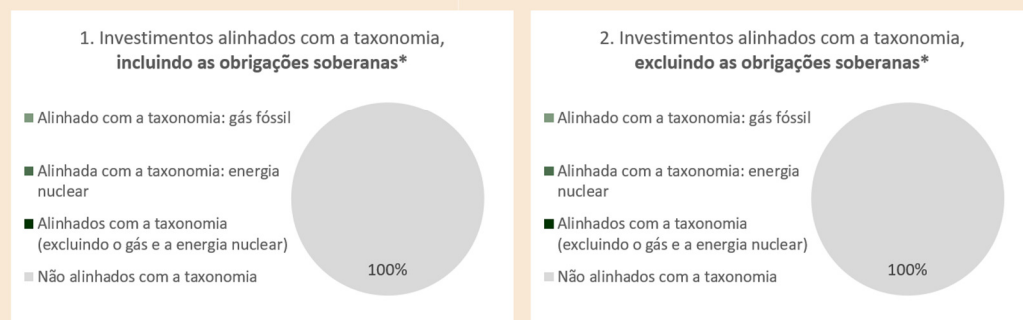 1. Investimentos alinhados com a taxonomia,
incluindo as obrigações soberanas*
Alinhado com a taxonomia: gás fóssil
Alinhada com a taxonomia: energia
nuclear
Alinhados com a taxonomia
(excluindo o gás e a energia nuclear)
Não alinhados com a taxonomia
100%
2. Investimentos alinhados com a taxonomia,
excluindo as obrigações soberanas*
Alinhado com a taxonomia: gás fóssil
Alinhada com a taxonomia: energia
nuclear
Alinhados com a taxonomia
(excluindo o gás e a energia nuclear)
Não alinhados com a taxonomia
100%